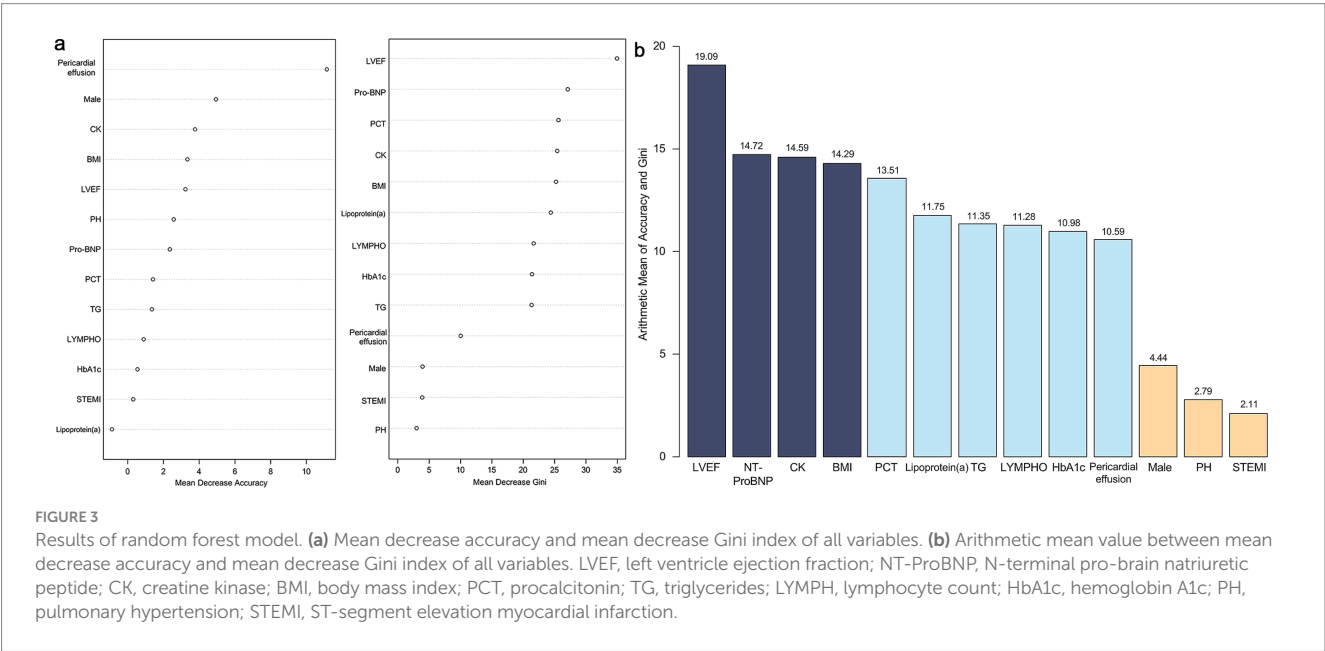 a
Pericardial
effusion
Male
CK
BMI
LVEF
PH
Pro-BNP
PCT
TG
LYMPHO
HbA1c
STEMI
Lipoprotein(a)
0 2 4 6 8 10
Mean Decrease Accuracy
LVEF
Pro-BNP
PCT
CK
BMI
Lipoprotein(a)
LYMPHO
HbA1c
TG
Pericardial
effusion
Male
STEMI
PH
0 5 10 15 20 25 30 35
Mean Decrease Gini
b
Arithmetic Mean of Accuracy and Gini
20
15
10
5
0
19.09
14.72
14.59
14.29
13.51
11.75
11.35
11.28
10.98
10.59
4.44
2.79
2.11
LVEF
NT-
ProBNP
CK
BMI
PCT
Lipoprotein(a)
TG
LYMPHO
HbA1c
Pericardial
effusion
Male
PH
STEMI
FIGURE 3
Results of random forest model. (a) Mean decrease accuracy and mean decrease Gini index of all variables. (b) Arithmetic mean value between mean
decrease accuracy and mean decrease Gini index of all variables. LVEF, left ventricle ejection fraction; NT-ProBNP, N-terminal pro-brain natriuretic
peptide; CK, creatine kinase; BMI, body mass index; PCT, procalcitonin; TG, triglycerides; LYMPH, lymphocyte count; HbA1c, hemoglobin A1c; PH,
pulmonary hypertension; STEMI, ST-segment elevation myocardial infarction.